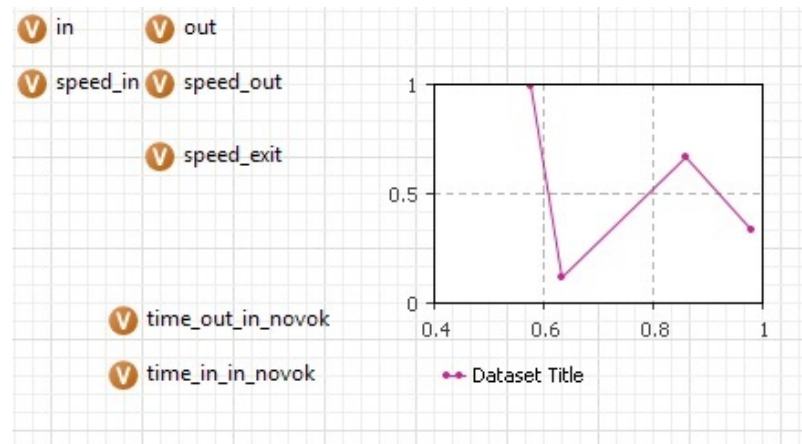 V in V out
V speed_in V speed_out
V speed_exit
1
0.5
0
0.4 0.6 0.8 1
V time_out_in_novok
V time_in_in_novok
Dataset Title